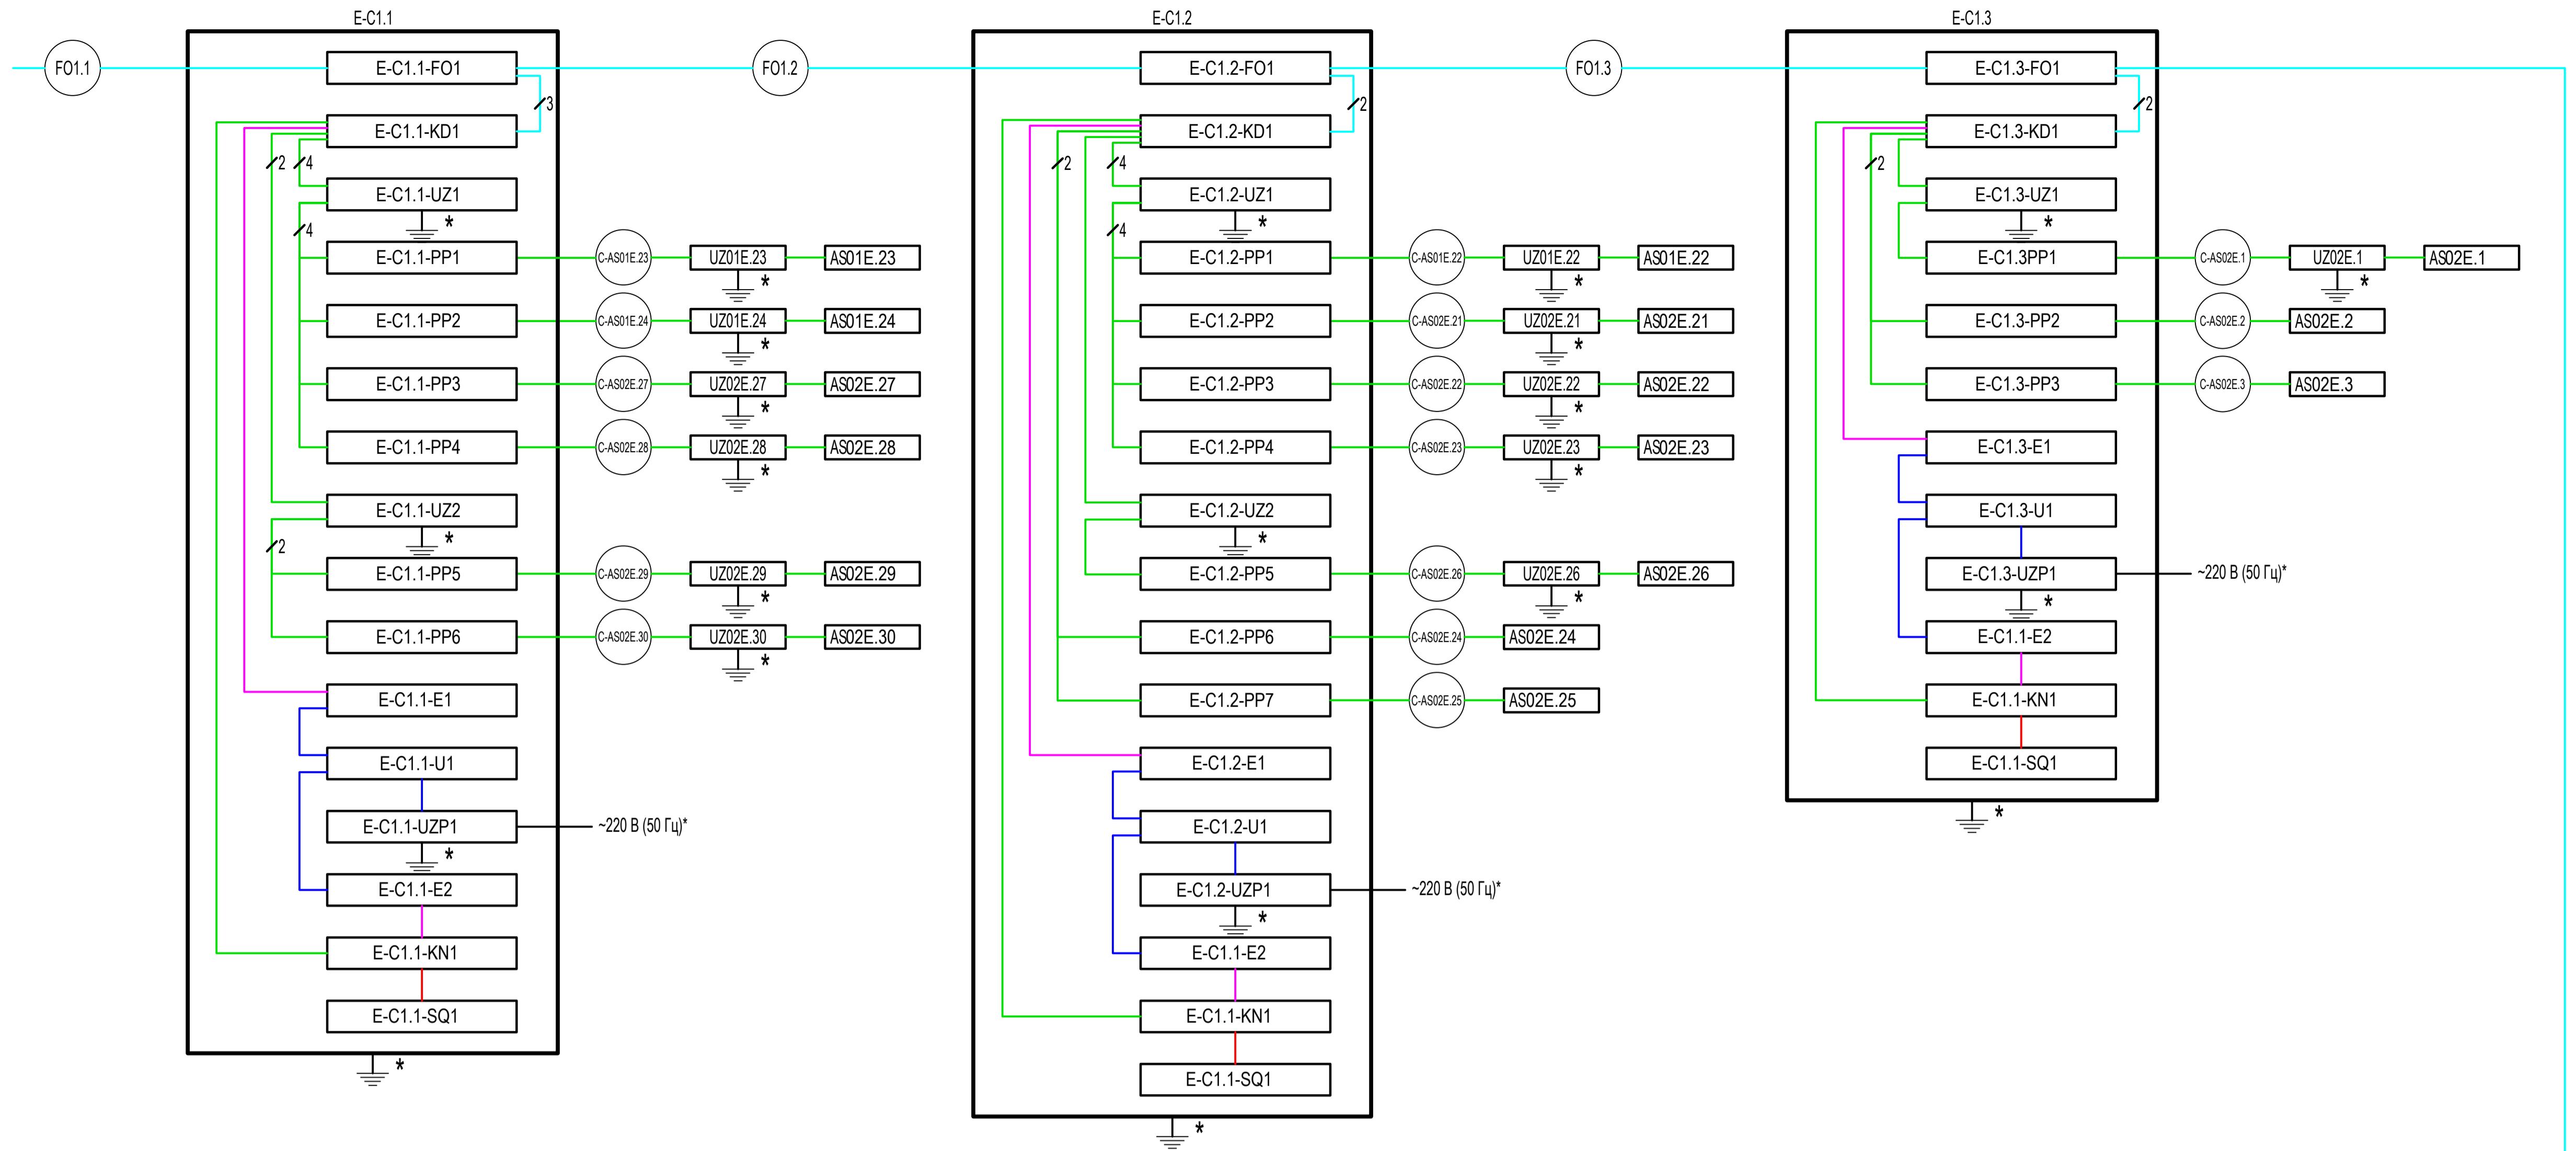 E-C1.1
FO1.1
E-C1.1-FO1
3
E-C1.1-KD1
2
4
E-C1.1-UZ1
*
4
E-C1.1-PP1
C-AS01E.23
UZ01E.23
AS01E.23
*
E-C1.1-PP2
C-AS01E.24
UZ01E.24
AS01E.24
*
E-C1.1-PP3
C-AS02E.27
UZ02E.27
AS02E.27
*
E-C1.1-PP4
C-AS02E.28
UZ02E.28
AS02E.28
*
E-C1.1-UZ2
*
2
E-C1.1-PP5
C-AS02E.29
UZ02E.29
AS02E.29
*
E-C1.1-PP6
C-AS02E.30
UZ02E.30
AS02E.30
*
E-C1.1-E1
E-C1.1-U1
E-C1.1-UZP1
~220 В (50 Гц)*
*
E-C1.1-E2
E-C1.1-KN1
E-C1.1-SQ1
*
E-C1.2
FO1.2
E-C1.2-FO1
2
E-C1.2-KD1
2
4
E-C1.2-UZ1
*
4
E-C1.2-PP1
C-AS01E.22
UZ01E.22
AS01E.22
*
E-C1.2-PP2
C-AS02E.21
UZ02E.21
AS02E.21
*
E-C1.2-PP3
C-AS02E.22
UZ02E.22
AS02E.22
*
E-C1.2-PP4
C-AS02E.23
UZ02E.23
AS02E.23
*
E-C1.2-UZ2
*
E-C1.2-PP5
C-AS02E.26
UZ02E.26
AS02E.26
*
E-C1.2-PP6
C-AS02E.24
AS02E.24
E-C1.2-PP7
C-AS02E.25
AS02E.25
E-C1.2-E1
E-C1.2-U1
E-C1.2-UZP1
~220 В (50 Гц)*
*
E-C1.1-E2
E-C1.1-KN1
E-C1.1-SQ1
*
E-C1.3
FO1.3
E-C1.3-FO1
2
E-C1.3-KD1
2
E-C1.3-UZ1
*
E-C1.3PP1
C-AS02E.1
UZ02E.1
AS02E.1
*
E-C1.3-PP2
C-AS02E.2
AS02E.2
E-C1.3-PP3
C-AS02E.3
AS02E.3
E-C1.3-E1
E-C1.3-U1
E-C1.3-UZP1
~220 В (50 Гц)*
*
E-C1.1-E2
E-C1.1-KN1
E-C1.1-SQ1
*